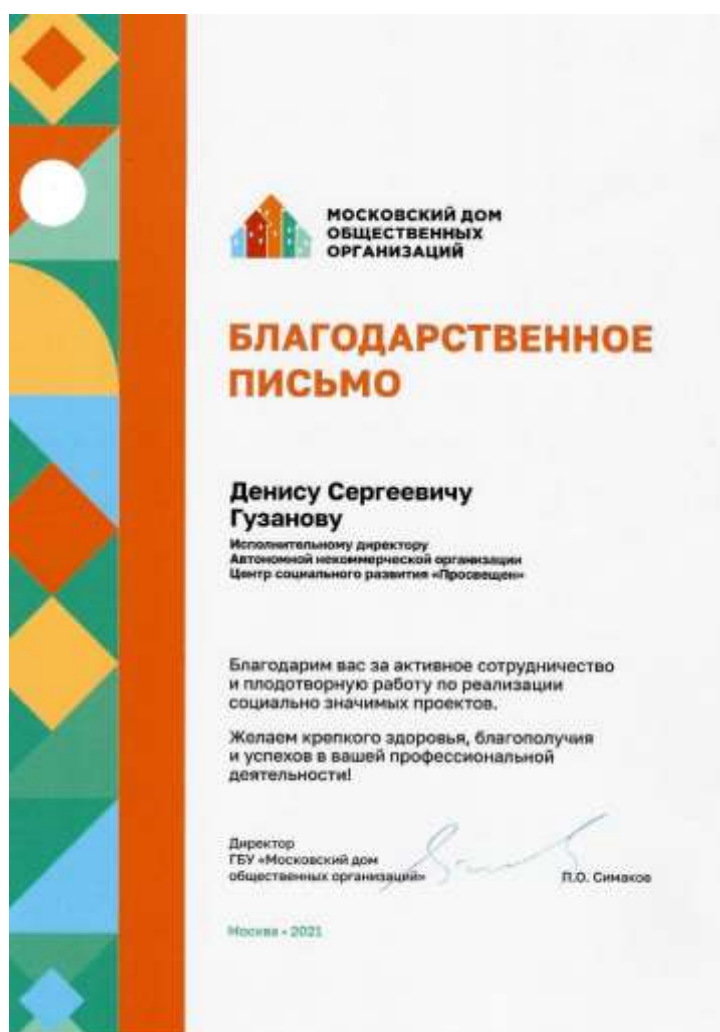 МОСКОВСКИЙ ДОМ
ОБЩЕСТВЕННЫХ
ОРГАНИЗАЦИЙ
БЛАГОДАРСТВЕННОЕ
ПИСЬМО
Денису Сергеевичу
Гузанову
Исполнительному директору
Автономной некоммерческой организации
Центр социального развития «Просвещен»
Благодарим вас за активное сотрудничество
и плодотворную работу по реализации
социально значимых проектов.
Желаем крепкого здоровья, благополучия
и успехов в вашей профессиональной
деятельности!
Директор
ГБУ «Московский дом
общественных организаций»
П.О. Симаков
Москва - 2021